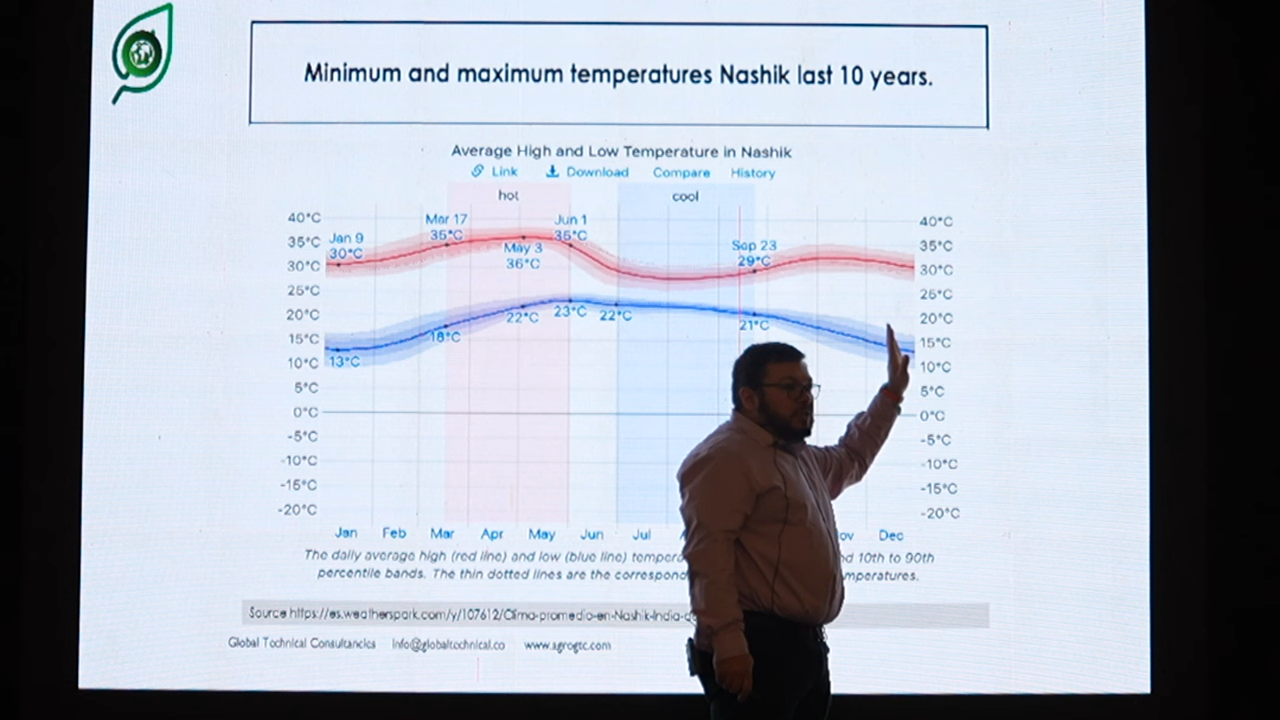 Minimum and maximum temperatures Nashik last 10 years.
Average High and Low Temperature in Nashik
Link Download Compare History
hot cool
40°C 40°C
Mar 17 Jun 1
35°C Jan 9 35°C 35°C Sep 23 35°C
30°C 30°C May 3 36°C 29°C 30°C
25°C 25°C
20°C 22°C 23°C 22°C 20°C
15°C 18°C 21°C 15°C
10°C 13°C 10°C
5°C 5°C
0°C 0°C
-5°C -5°C
-10°C -10°C
-15°C -15°C
-20°C -20°C
Jan Feb Mar Apr May Jun Jul Dec
The daily average high (red line) and low (blue line) 10th to 90th
percentile bands. The thin dotted lines are the
Source https://es.weatherspark.com/y/107612/Clima-promedio-en-Nashik-India-
Global Technical Consultancies info@globaltechnical.co www.agrogtc.com